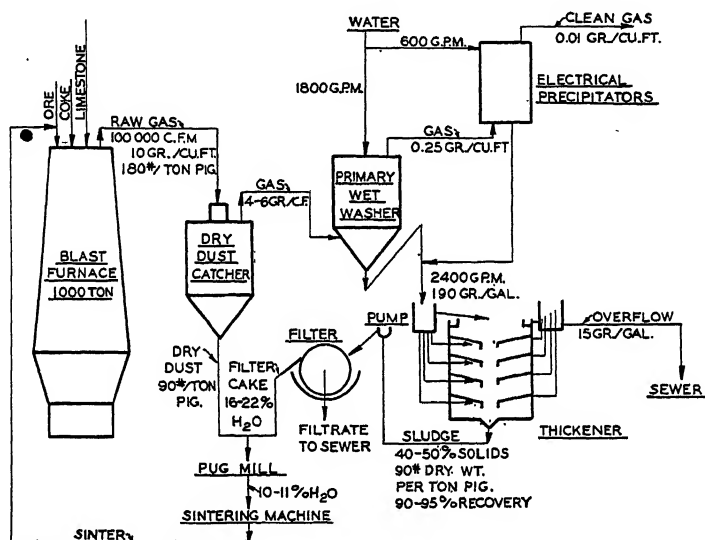 ORE
COKE
LIMESTONE
RAW GAS
100 000 C.F.M
10 GR./CU.FT.
180#/TON PIG.
BLAST
FURNACE
1000 TON
GAS
4-6GR/C.F.
DRY
DUST
CATCHER
WATER
600 G.P.M.
1800 G.P.M.
CLEAN GAS
0.01 GR./CU.FT.
ELECTRICAL
PRECIPITATORS
GAS
0.25 GR./CU.FT
PRIMARY
WET
WASHER
2400 G.P.M.
190 GR./GAL.
PUMP
OVERFLOW
15 GR./GAL.
SEWER
THICKENER
FILTER
DRY
DUST
90#/TON
PIG.
FILTER
CAKE
16-22%
H2O
FILTRATE
TO SEWER
SLUDGE
40-50% SOLIDS
90# DRY. WT.
PER TON PIG.
90-95% RECOVERY
PUG MILL
10-11% H2O
SINTERING MACHINE
SINTER